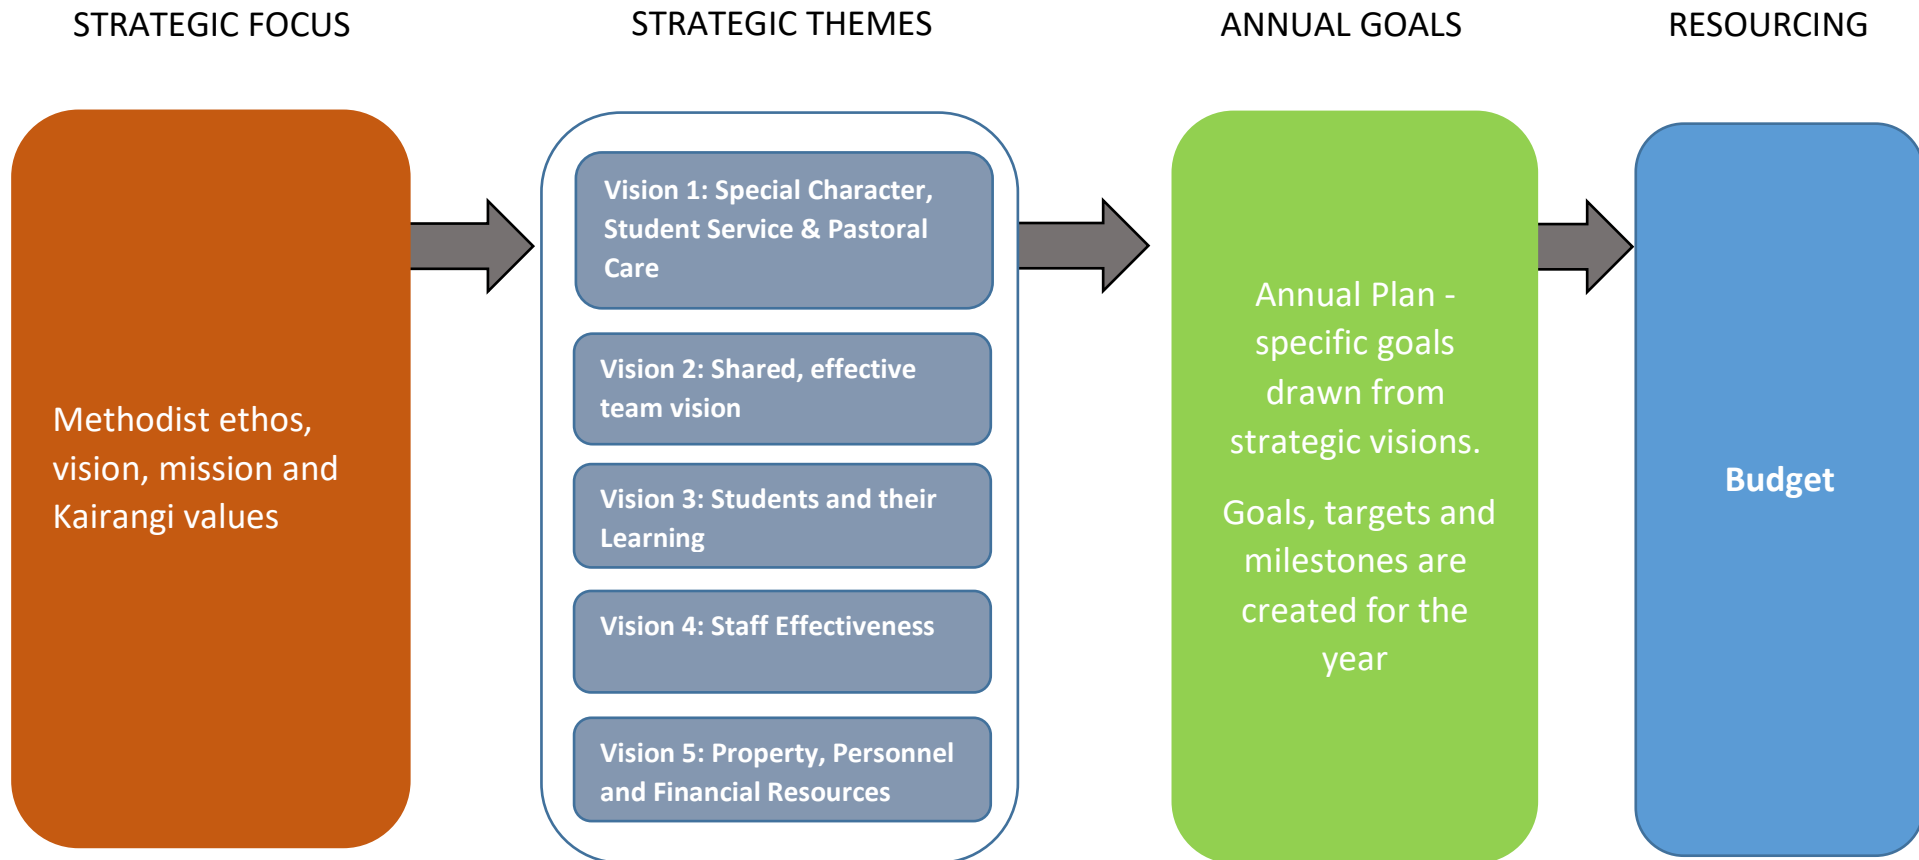 STRATEGIC FOCUS
STRATEGIC THEMES
ANNUAL GOALS
RESOURCING
Methodist ethos,
vision, mission and
Kairangi values
Vision 1: Special Character,
Student Service & Pastoral
Care
Vision 2: Shared, effective
team vision
Vision 3: Students and their
Learning
Vision 4: Staff Effectiveness
Vision 5: Property, Personnel
and Financial Resources
Annual Plan -
specific goals
drawn from
strategic visions.
Goals, targets and
milestones are
created for the
year
Budget